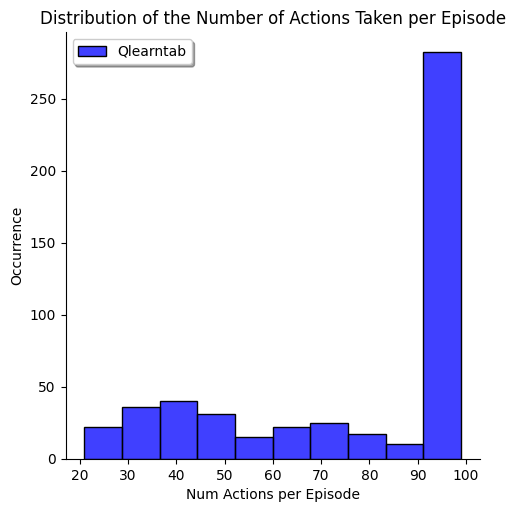 Distribution of the Number of Actions Taken per Episode
Qlearntab
Occurrence
250
200
150
100
50
0
20 30 40 50 60 70 80 90 100
Num Actions per Episode